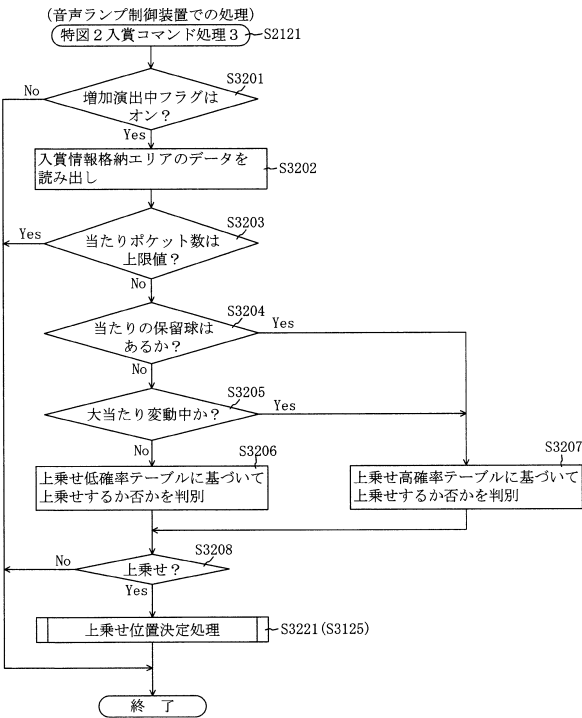 (音声ランプ制御装置での処理)
特図2入賞コマンド処理3
S2121
S3201
No
増加演出中フラグは
オン?
Yes
入賞情報格納エリアのデータを
読み出し
S3202
S3203
Yes
当たりポケット数は
上限値?
No
S3204
当たりの保留球は
あるか?
Yes
No
S3205
大当たり変動中か?
Yes
No
S3206
S3207
上乗せ低確率テーブルに基づいて
上乗せするか否かを判別
上乗せ高確率テーブルに基づいて
上乗せするか否かを判別
S3208
No
上乗せ?
Yes
上乗せ位置決定処理
S3221(S3125)
終 了